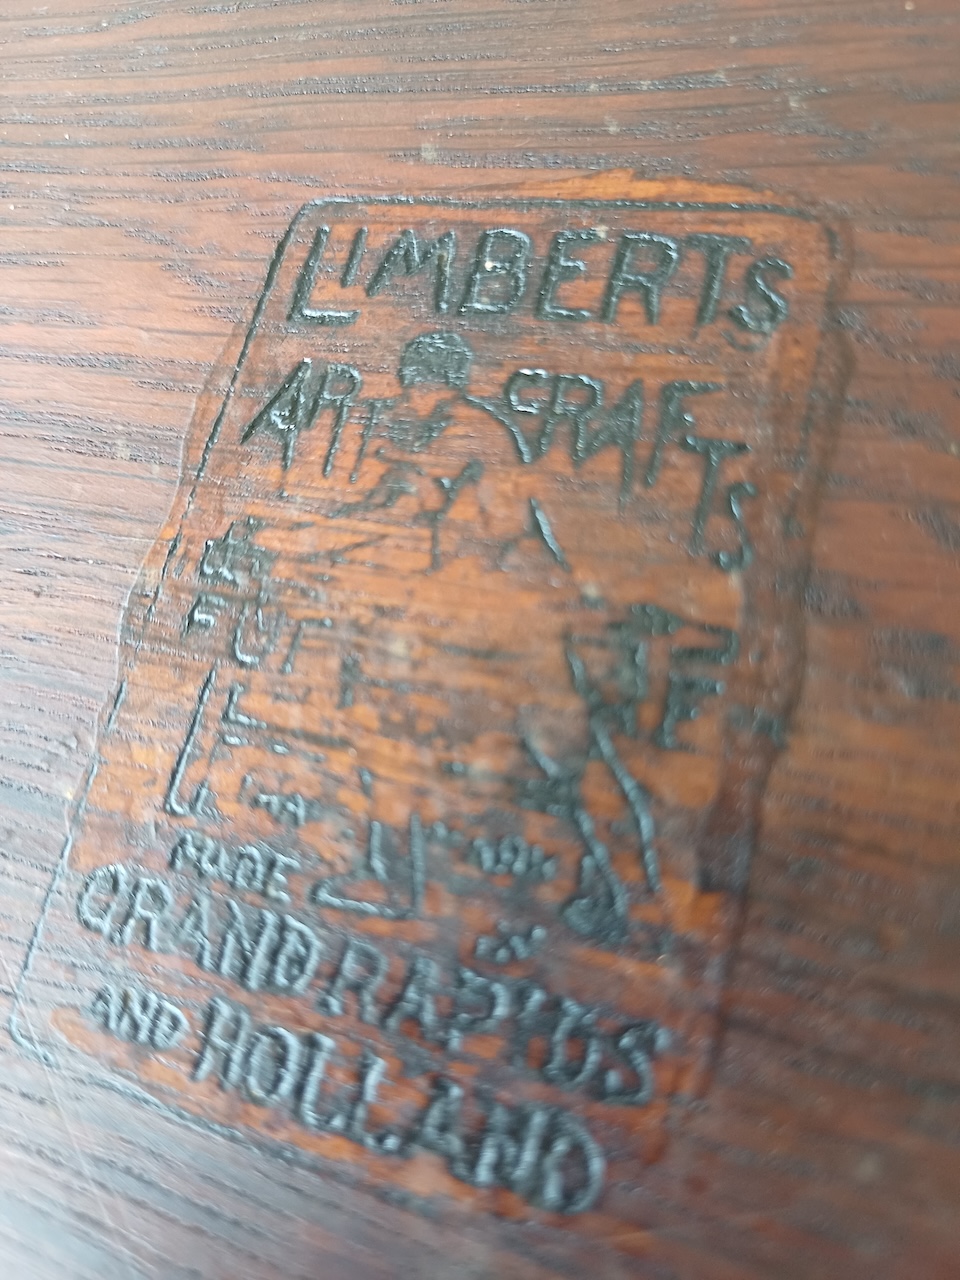 LIMBERTS
ART CRAFTS
MADE
GRAND RAPIDS
AND HOLLAND